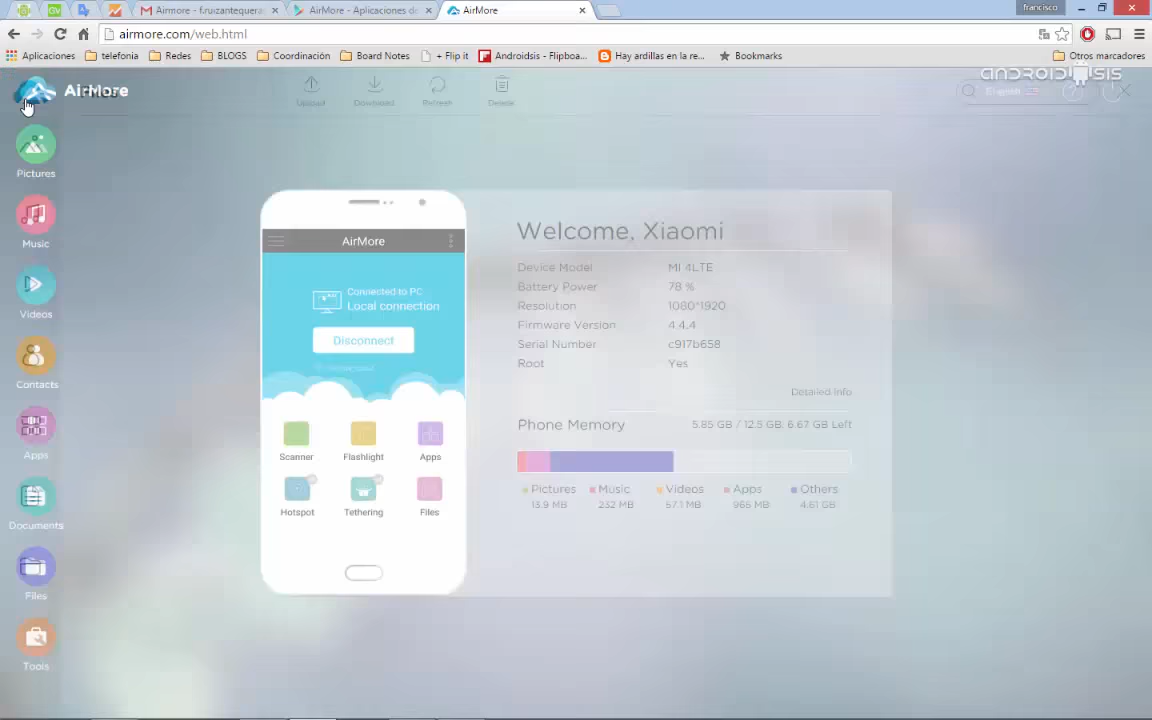 francisco
Airmore - f.ruizantequera
AirMore - Aplicaciones de
AirMore
airmore.com/web.html
Aplicaciones
telefonia
Redes
BLOGS
Coordinación
Board Notes
+ Flip it
Androidsis - Flipboa...
Hay ardillas en la re...
Bookmarks
Otros marcadores
ANDROIDSIS
AirMore
Upload
Download
Refresh
Delete
English
Pictures
Music
Videos
Contacts
Apps
Documents
Files
Tools
AirMore
Connected to PC
Local connection
Disconnect
Scanner
Flashlight
Apps
Hotspot
Tethering
Files
Welcome, Xiaomi
Device Model MI 4LTE
Battery Power 78 %
Resolution 1080*1920
Firmware Version 4.4.4
Serial Number c917b658
Root Yes
Detailed Info
Phone Memory 5.85 GB / 12.5 GB, 6.67 GB Left
Pictures Music Videos Apps Others
13.9 MB 232 MB 57.1 MB 965 MB 4.61 GB